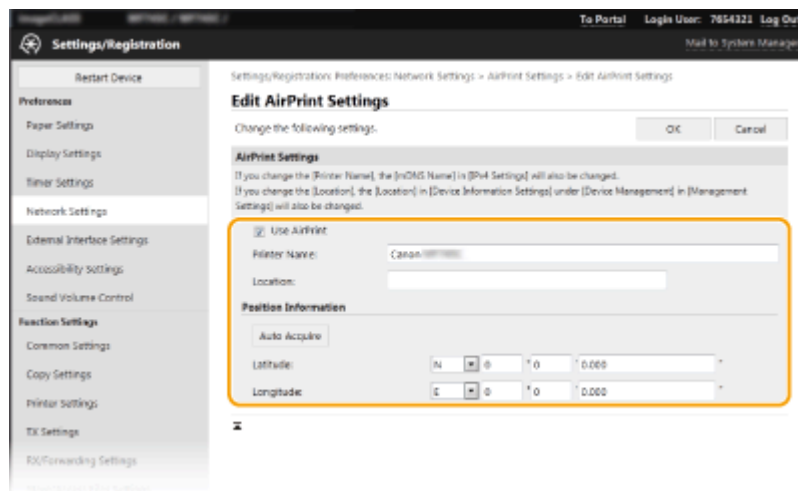 To Portal Login User: 7654321 Log Ou
Settings/Registration
Mail to System Manage
Restart Device
Preferences
Paper Settings
Display Settings
Timer Settings
Network Settings
External Interface Settings
Accessibility Settings
Sound Volume Control
Function Settings
Common Settings
Copy Settings
Printer Settings
TX Settings
RX/Forwarding Settings
Settings/Registration: Preferences: Network Settings > AirPrint Settings > Edit AirPrint Settings
Edit AirPrint Settings
Change the following settings.
OK Cancel
AirPrint Settings
If you change the [Printer Name], the [mDNS Name] in [IPv4 Settings] will also be changed.
If you change the [Location], the [Location] in [Device Information Settings] under [Device Management] in [Management
Settings] will also be changed.
Use AirPrint
Printer Name: Canon
Location:
Position Information
Auto Acquire
Latitude: N 0 ° 0 ' 0.000 "
Longitude: E 0 ° 0 ' 0.000 "